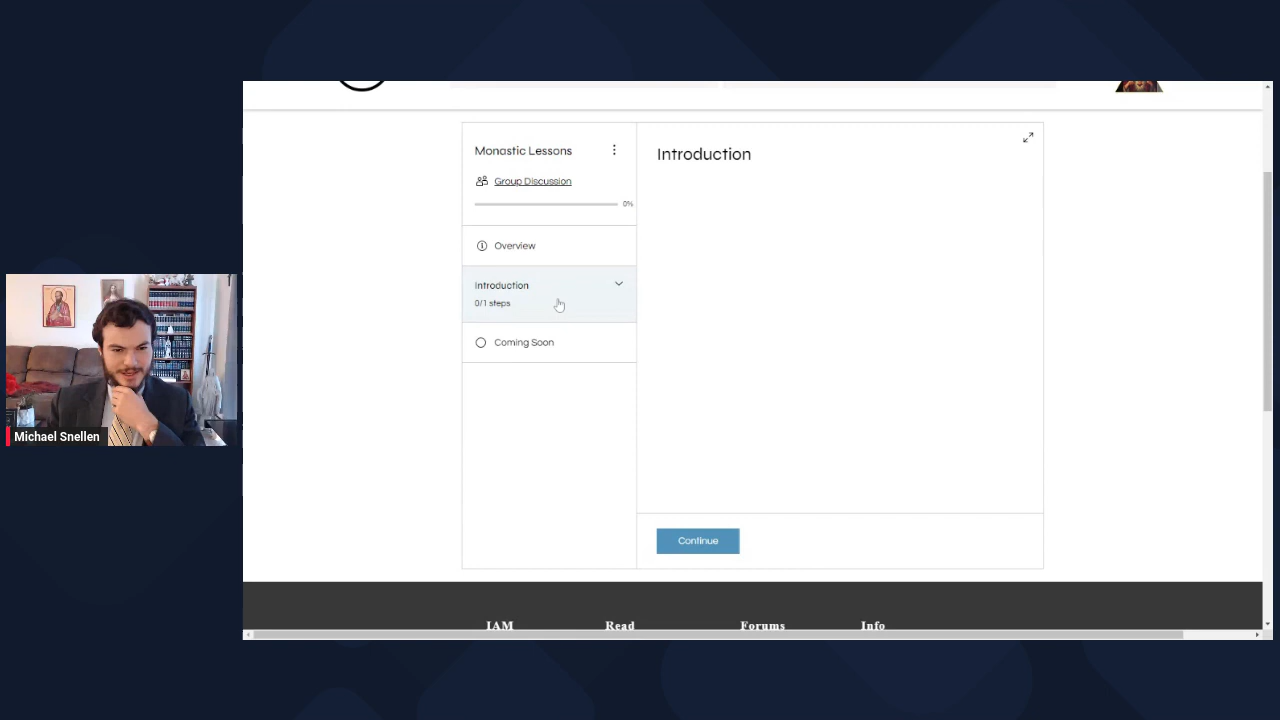 Monastic Lessons
Group Discussion
0%
Overview
Introduction
0/1 steps
Coming Soon
Introduction
Continue
IAM
Read
Forums
Info
Michael Snellen